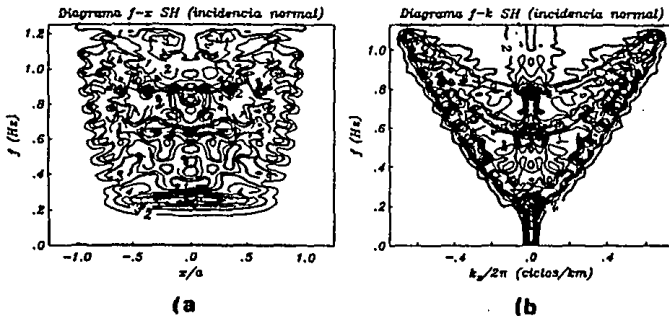 Diagrama f-x SH (incidencia normal)
1.2
1.0
.8
.6
.4
.2
.0
f (Hz)
-1.0 -.5 .0 .5 1.0
x/a
(a
2
Diagrama f-k SH (incidencia normal)
1.0
.8
.6
.4
.2
.0
f (Hz)
-.4 .0 .4
kₓ/2π (ciclos/km)
(b
2